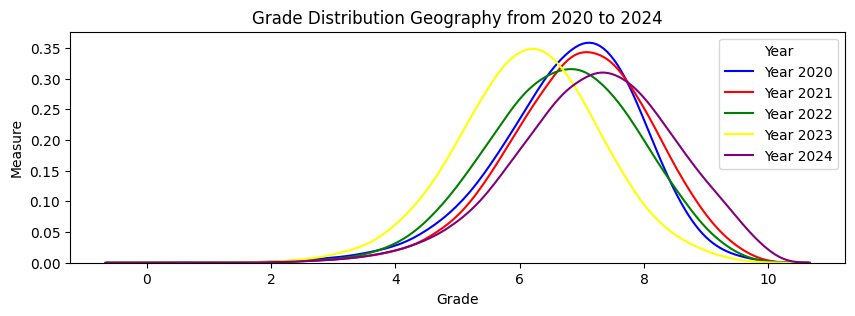 Grade Distribution Geography from 2020 to 2024
Measure
0.35
0.30
0.25
0.20
0.15
0.10
0.05
0.00
0 2 4 6 8 10
Grade
Year
Year 2020
Year 2021
Year 2022
Year 2023
Year 2024